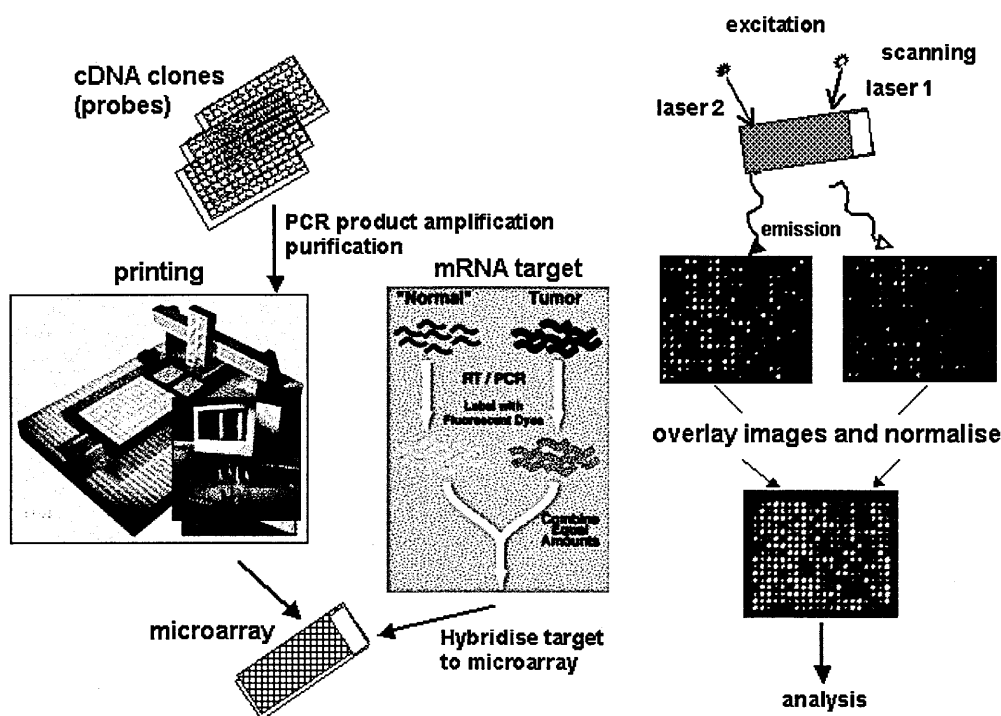 cDNA clones
(probes)
PCR product amplification
purification
printing
mRNA target
"Normal" Tumor
RT / PCR
Label with
Fluorescent Dyes
Combine
Equal
Amounts
microarray
Hybridise target
to microarray
excitation
scanning
laser 2
laser 1
emission
overlay images and normalise
analysis